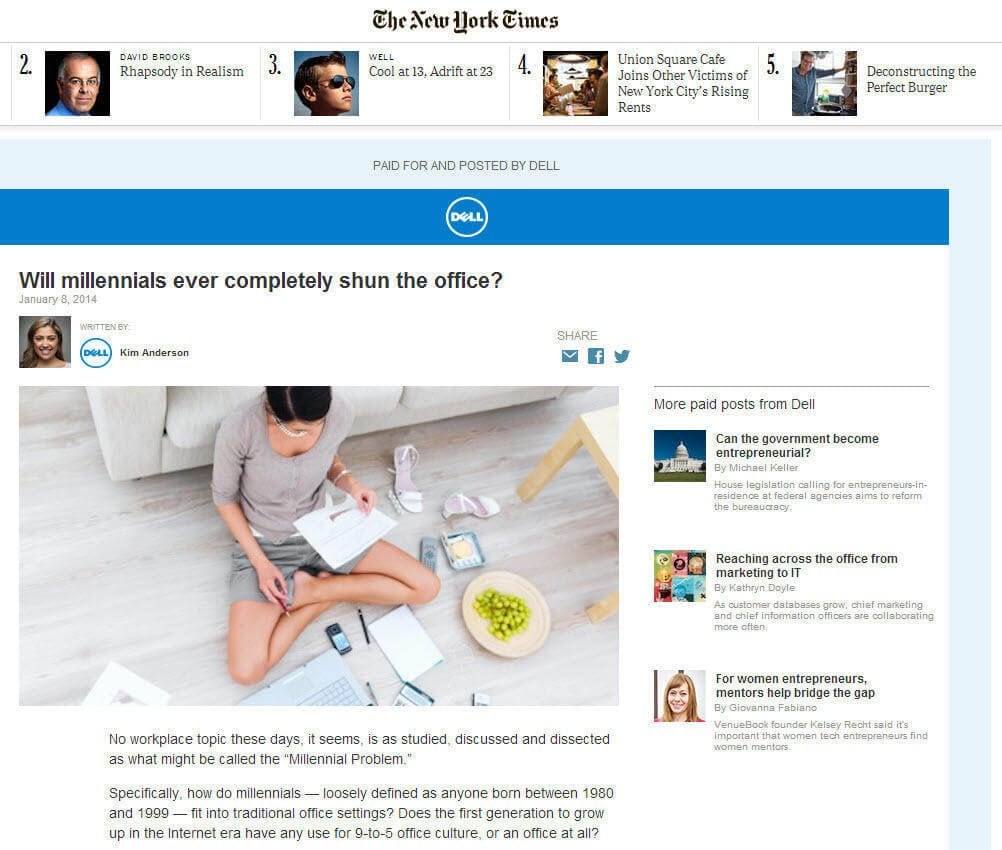 The New York Times
2.
DAVID BROOKS
Rhapsody in Realism
3.
WELL
Cool at 13, Adrift at 23
4.
Union Square Cafe
Joins Other Victims of
New York City's Rising
Rents
5.
Deconstructing the
Perfect Burger
PAID FOR AND POSTED BY DELL
DELL
Will millennials ever completely shun the office?
January 8, 2014
WRITTEN BY:
DELL
Kim Anderson
SHARE
No workplace topic these days, it seems, is as studied, discussed and dissected
as what might be called the “Millennial Problem.”
Specifically, how do millennials — loosely defined as anyone born between 1980
and 1999 — fit into traditional office settings? Does the first generation to grow
up in the Internet era have any use for 9-to-5 office culture, or an office at all?
More paid posts from Dell
Can the government become
entrepreneurial?
By Michael Keller
House legislation calling for entrepreneurs-in-
residence at federal agencies aims to reform
the bureaucracy.
Reaching across the office from
marketing to IT
By Kathryn Doyle
As customer databases grow, chief marketing
and chief information officers are collaborating
more often.
For women entrepreneurs,
mentors help bridge the gap
By Giovanna Fabiano
VenueBook founder Kelsey Recht said it's
important that women tech entrepreneurs find
women mentors.